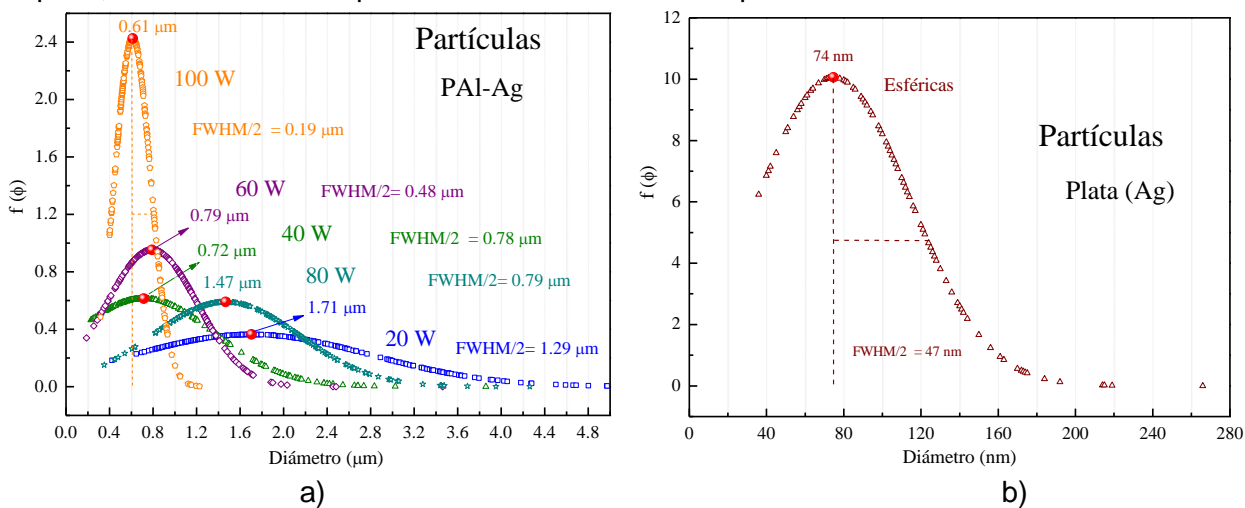 0.61 μm
Partículas
PAl-Ag
100 W
FWHM/2 = 0.19 μm
60 W
FWHM/2= 0.48 μm
0.79 μm
40 W
FWHM/2= 0.78 μm
0.72 μm
80 W
FWHM/2= 0.79 μm
1.47 μm
1.71 μm
20 W
FWHM/2= 1.29 μm
f (ϕ)
2.4
2.0
1.6
1.2
0.8
0.4
0.0
0.0 0.4 0.8 1.2 1.6 2.0 2.4 2.8 3.2 3.6 4.0 4.4 4.8
Diámetro (μm)
a)
74 nm
Esféricas
Partículas
Plata (Ag)
FWHM/2 = 47 nm
f (ϕ)
12
10
8
6
4
2
0
0 40 80 120 160 200 240 280
Diámetro (nm)
b)